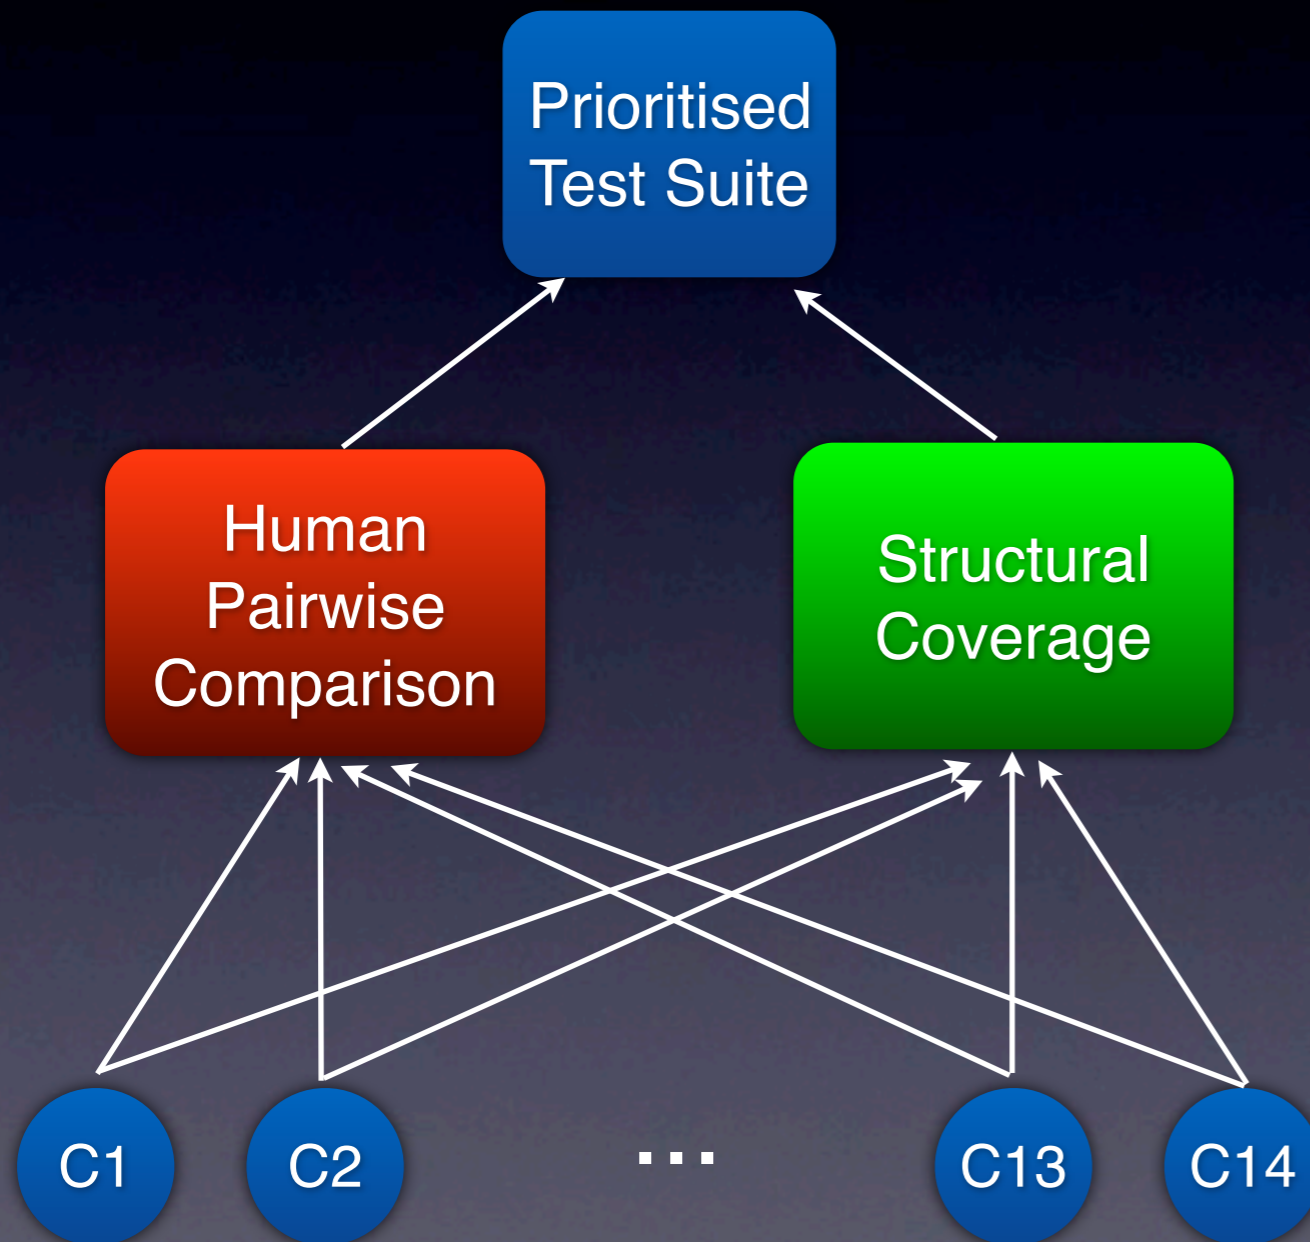 Prioritised
Test Suite
Human
Pairwise
Comparison
Structural
Coverage
C1
C2
...
C13
C14